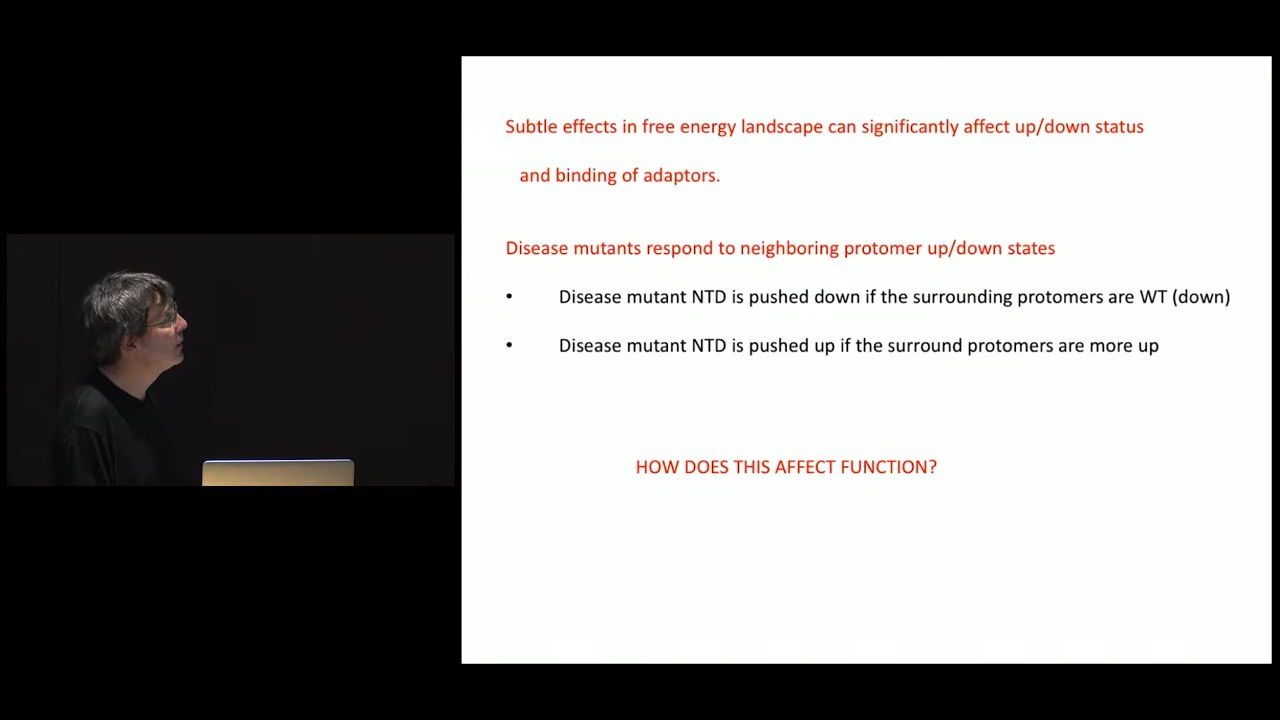 Subtle effects in free energy landscape can significantly affect up/down status
and binding of adaptors.
Disease mutants respond to neighboring protomer up/down states
• Disease mutant NTD is pushed down if the surrounding protomers are WT (down)
• Disease mutant NTD is pushed up if the surround protomers are more up
HOW DOES THIS AFFECT FUNCTION?